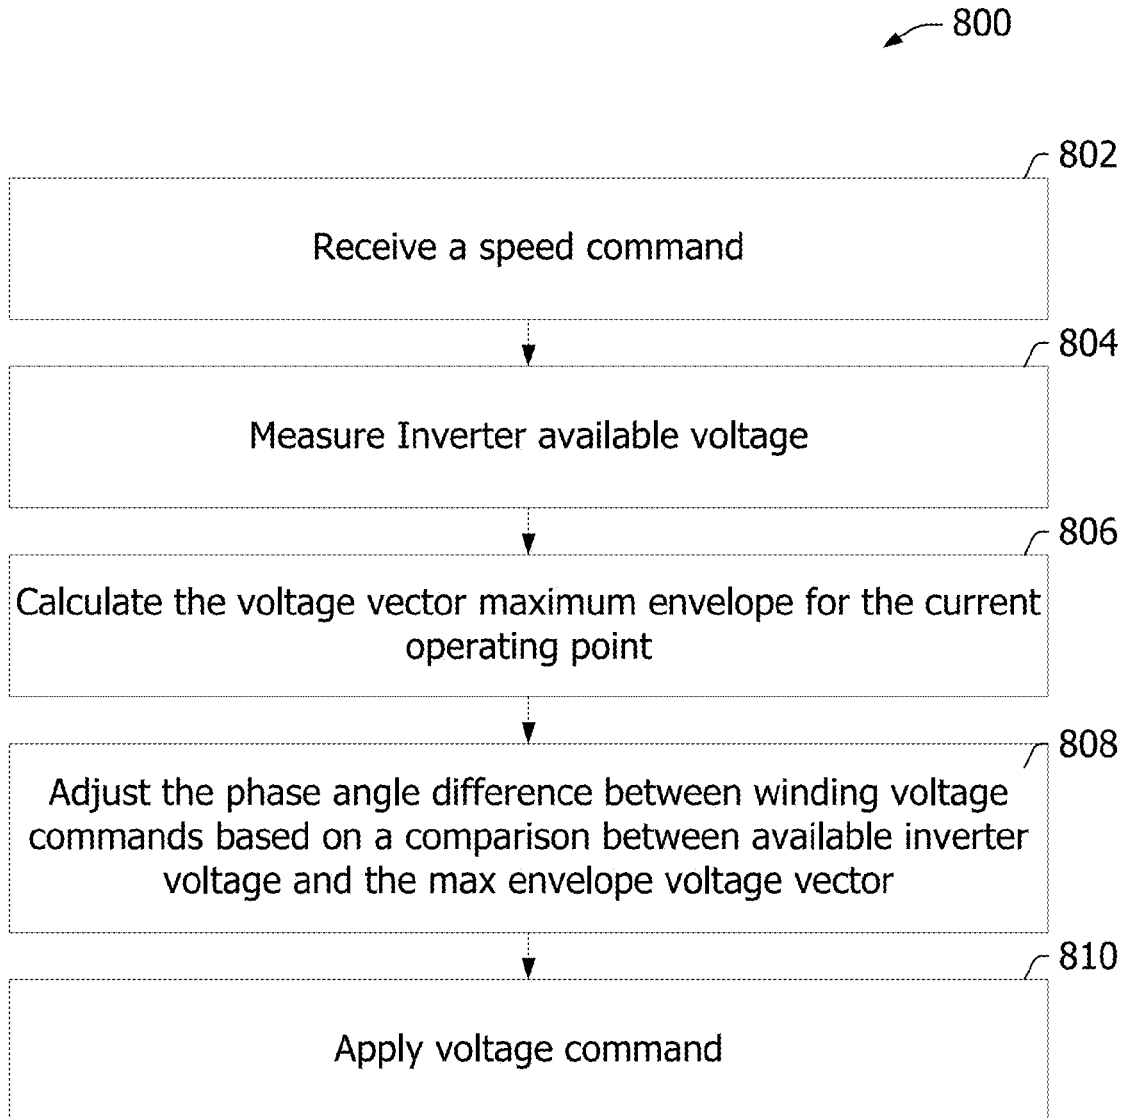 800
802
Receive a speed command
804
Measure Inverter available voltage
806
Calculate the voltage vector maximum envelope for the current
operating point
808
Adjust the phase angle difference between winding voltage
commands based on a comparison between available inverter
voltage and the max envelope voltage vector
810
Apply voltage command